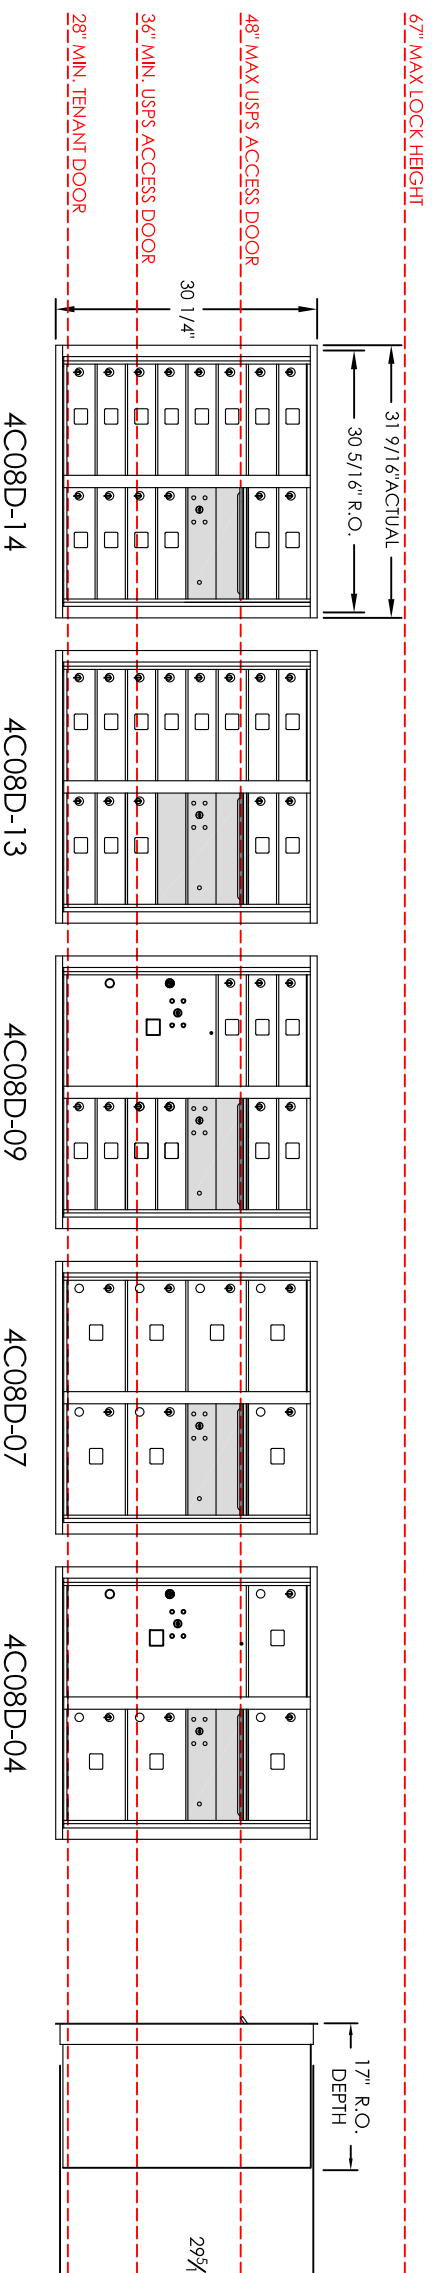 67" MAX LOCK HEIGHT
48" MAX USPS ACCESS DOOR
36" MIN. USPS ACCESS DOOR
28" MIN. TENANT DOOR
31 9/16" ACTUAL
30 5/16" R.O.
30 1/4"
17" R.O.
DEPTH
4C08D-14
4C08D-13
4C08D-09
4C08D-07
4C08D-04